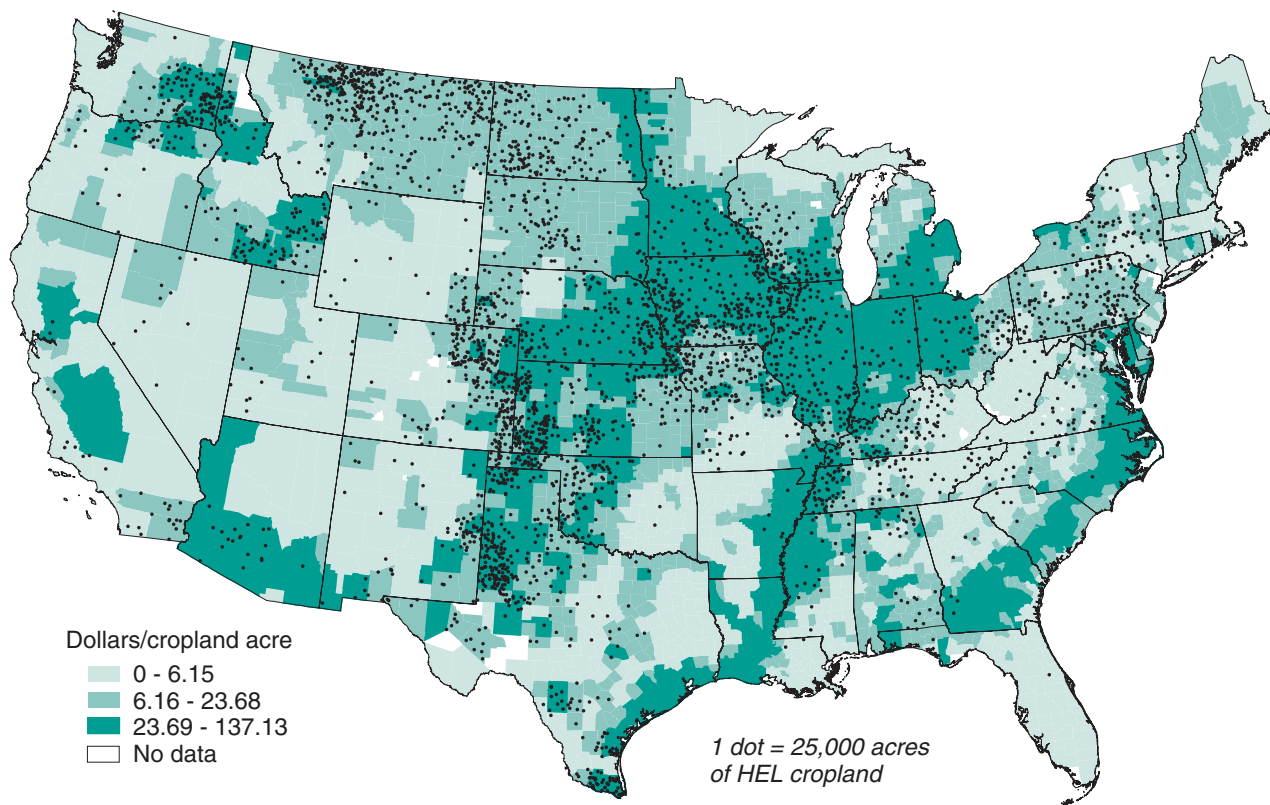 Dollars/cropland acre
0 - 6.15
6.16 - 23.68
23.69 - 137.13
No data
1 dot = 25,000 acres
of HEL cropland